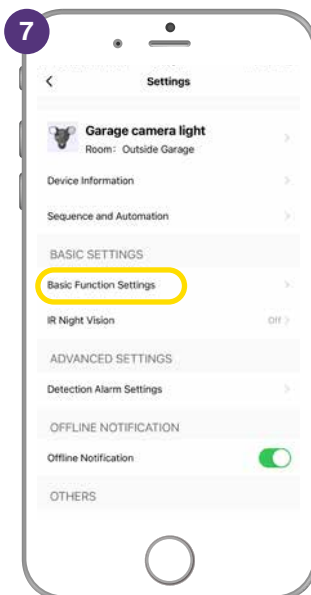 7
Settings
Garage camera light
Room: Outside Garage
Device Information
Sequence and Automation
BASIC SETTINGS
Basic Function Settings
IR Night Vision Off
ADVANCED SETTINGS
Detection Alarm Settings
OFFLINE NOTIFICATION
Offline Notification
OTHERS